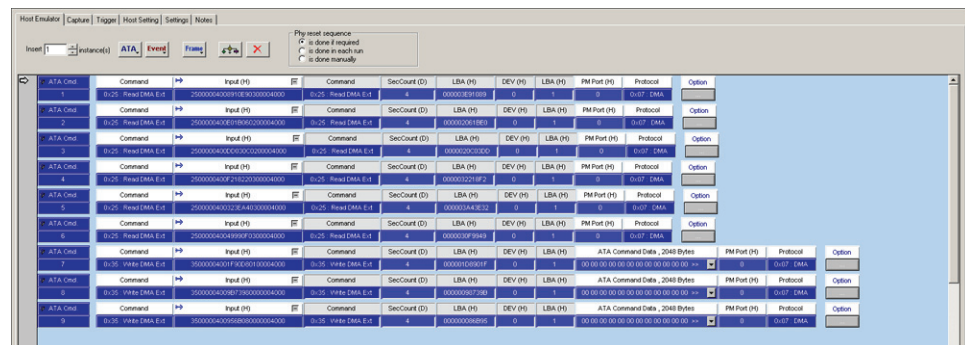 Host Emulator Capture Trigger Host Setting Settings Notes
Phy reset sequence
Insert 1 instance(s) ATA Event Frame is done if required
is done in each run
is done manually
ATA Cmd Command Input (H) Command SecCount (D) LBA (H) DEV (H) LBA (H) PM Port (H) Protocol Option
1 0x25 : Read DMA Ext 0x25 : Read DMA Ext 4 000003E91089 0 1 0 0x07 : DMA
ATA Cmd Command Input (H) Command SecCount (D) LBA (H) DEV (H) LBA (H) PM Port (H) Protocol Option
2 0x25 : Read DMA Ext 0x25 : Read DMA Ext 4 000002061BE0 0 1 0 0x07 : DMA
ATA Cmd Command Input (H) Command SecCount (D) LBA (H) DEV (H) LBA (H) PM Port (H) Protocol Option
3 0x25 : Read DMA Ext 0x25 : Read DMA Ext 4 0000020C03DD 0 1 0 0x07 : DMA
ATA Cmd Command Input (H) Command SecCount (D) LBA (H) DEV (H) LBA (H) PM Port (H) Protocol Option
4 0x25 : Read DMA Ext 0x25 : Read DMA Ext 4 0000032218F2 0 1 0 0x07 : DMA
ATA Cmd Command Input (H) Command SecCount (D) LBA (H) DEV (H) LBA (H) PM Port (H) Protocol Option
5 0x25 : Read DMA Ext 0x25 : Read DMA Ext 4 000003A43E32 0 1 0 0x07 : DMA
ATA Cmd Command Input (H) Command SecCount (D) LBA (H) DEV (H) LBA (H) PM Port (H) Protocol Option
6 0x25 : Read DMA Ext 0x25 : Read DMA Ext 4 0000030F9949 0 1 0 0x07 : DMA
ATA Cmd Command Input (H) Command SecCount (D) LBA (H) DEV (H) LBA (H) ATA Command Data , 2048 Bytes PM Port (H) Protocol Option
7 0x35 : Write DMA Ext 0x35 : Write DMA Ext 4 000001D8901F 0 1 00 00 00 00 00 00 00 00 00 00 00 »» 0 0x07 : DMA
ATA Cmd Command Input (H) Command SecCount (D) LBA (H) DEV (H) LBA (H) ATA Command Data , 2048 Bytes PM Port (H) Protocol Option
8 0x35 : Write DMA Ext 0x35 : Write DMA Ext 4 00000098739B 0 1 00 00 00 00 00 00 00 00 00 00 00 »» 0 0x07 : DMA
ATA Cmd Command Input (H) Command SecCount (D) LBA (H) DEV (H) LBA (H) ATA Command Data , 2048 Bytes PM Port (H) Protocol Option
9 0x35 : Write DMA Ext 0x35 : Write DMA Ext 4 000000086B95 0 1 00 00 00 00 00 00 00 00 00 00 00 »» 0 0x07 : DMA